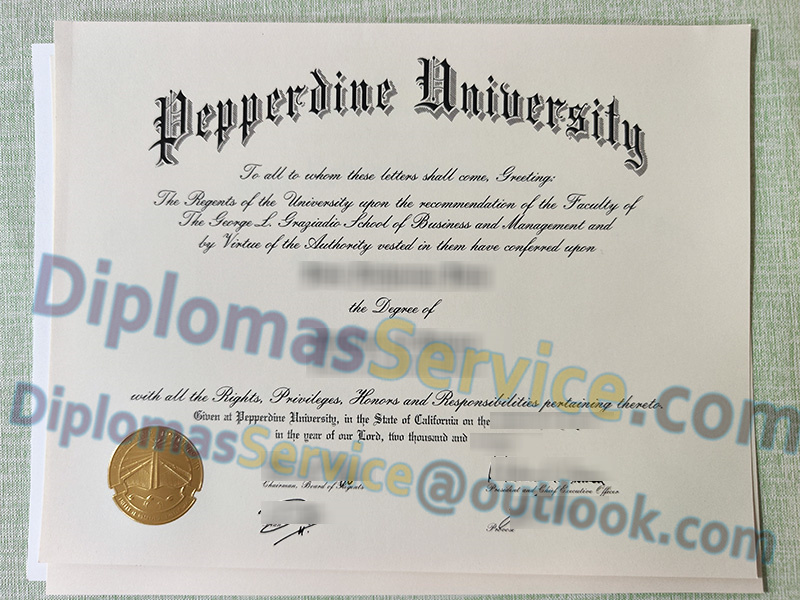 Pepperdine University
To all to whom these letters shall come, Greeting:
The Regents of the University upon the recommendation of the Faculty of
The George L. Graziadio School of Business and Management and
by Virtue of the Authority vested in them have conferred upon
the Degree of
DiplomasService.com
with all the Rights, Privileges, Honors and Responsibilities pertaining thereto.
Given at Pepperdine University, in the State of California on the
in the year of our Lord, two thousand and
DiplomasService@outlook.com
Chairman, Board of Regents
President and Chief Executive Officer